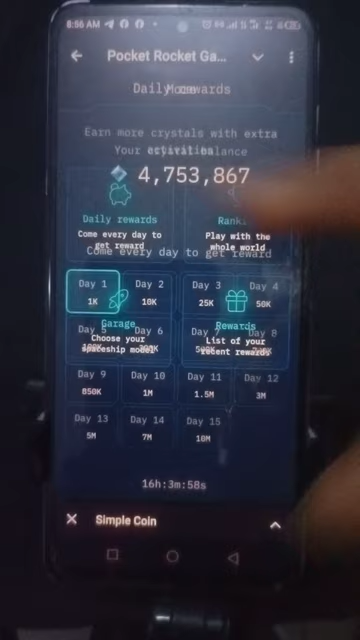 8:56 AM
Pocket Rocket Ga...
Daily rewards
More
Earn more crystals with extra
activities
Your crystal balance
4,753,867
Daily rewards
Come every day to
get reward
Play with the
whole world
Come every day to get reward
Day 1
1K
Day 2
10K
Day 3
25K
Day 4
50K
Garage
Choose your
spaceship model
Rewards
List of your
recent rewards
Day 5
Day 6
Day 8
Day 9
850K
Day 10
1M
Day 11
1.5M
Day 12
3M
Day 13
5M
Day 14
7M
Day 15
10M
16h:3m:58s
Simple Coin